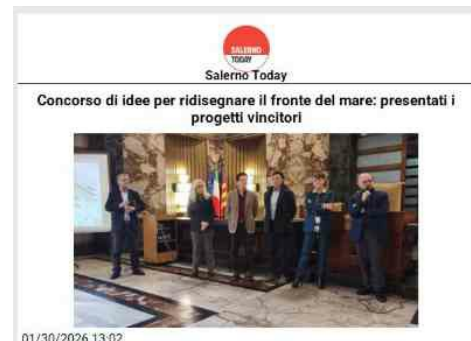 SALERNO
TODAY
Salerno Today
Concorso di idee per ridisegnare il fronte del mare: presentati i
progetti vincitori
01/30/2026 13:02